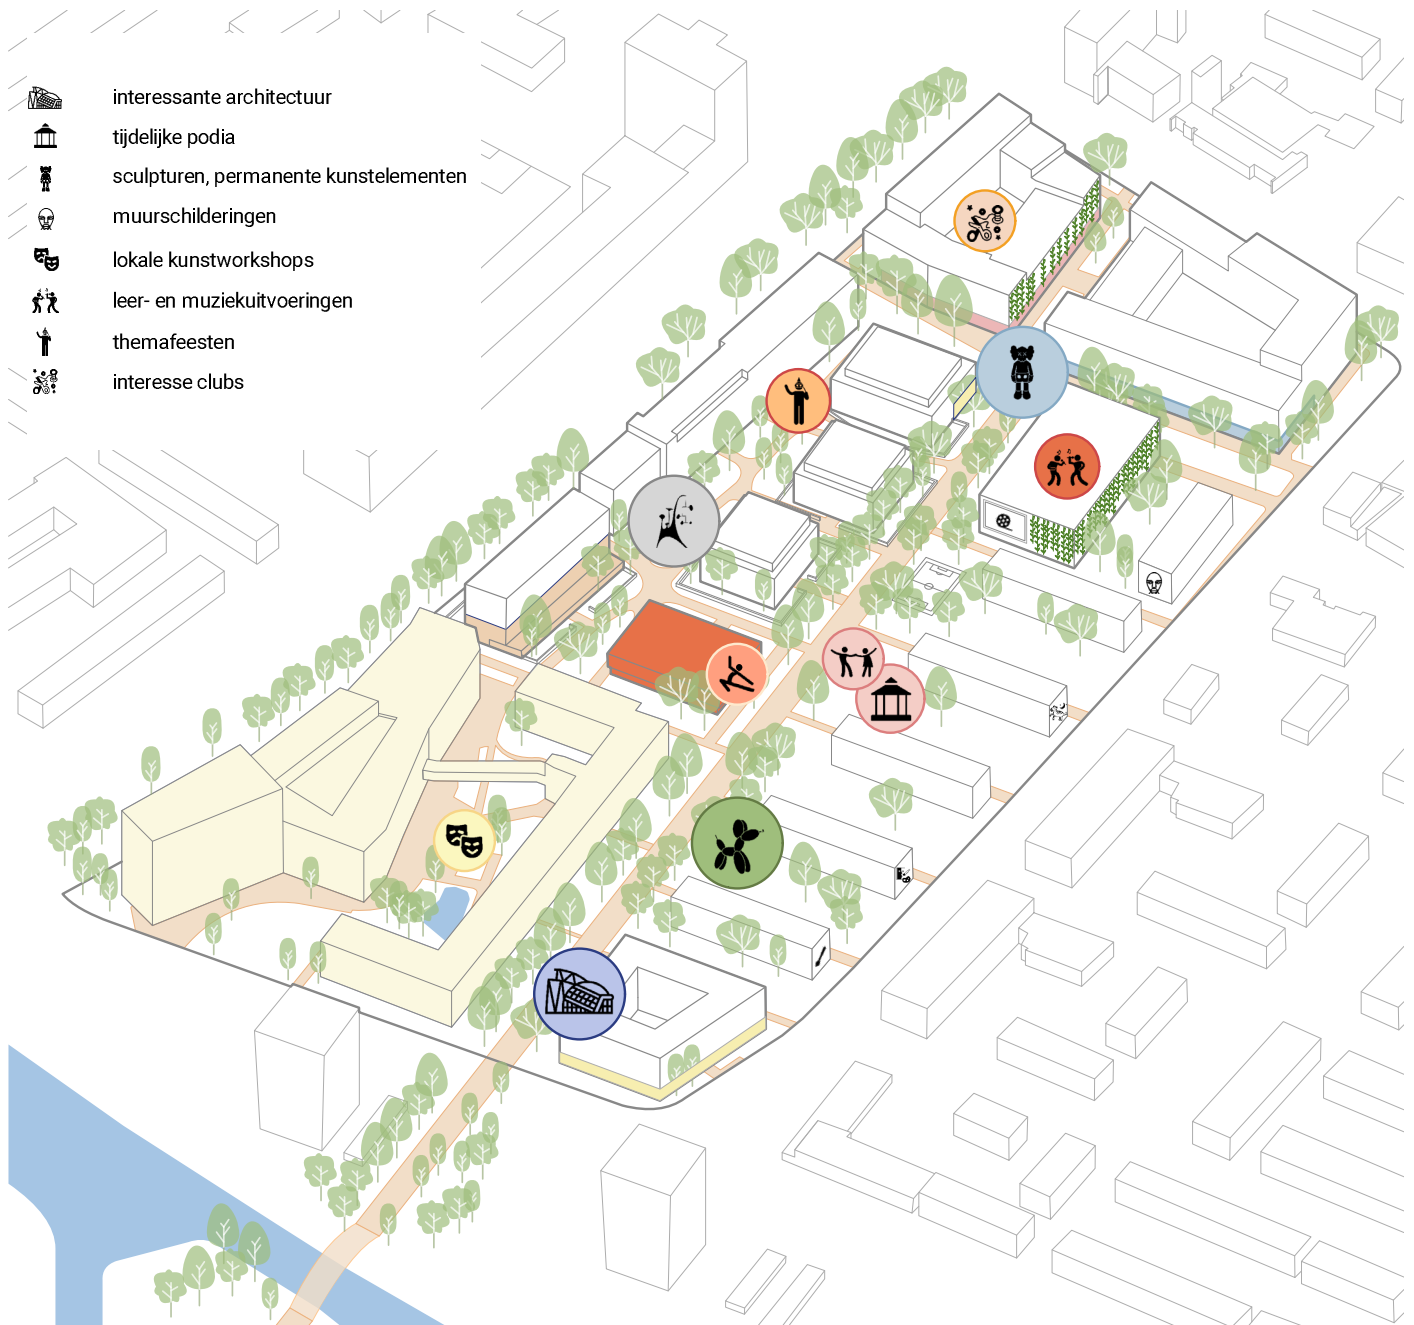 interessante architectuur
tijdelijke podia
sculpturen, permanente kunstelementen
muurschilderingen
lokale kunstworkshops
leer- en muziekuitvoeringen
themafeesten
interesse clubs